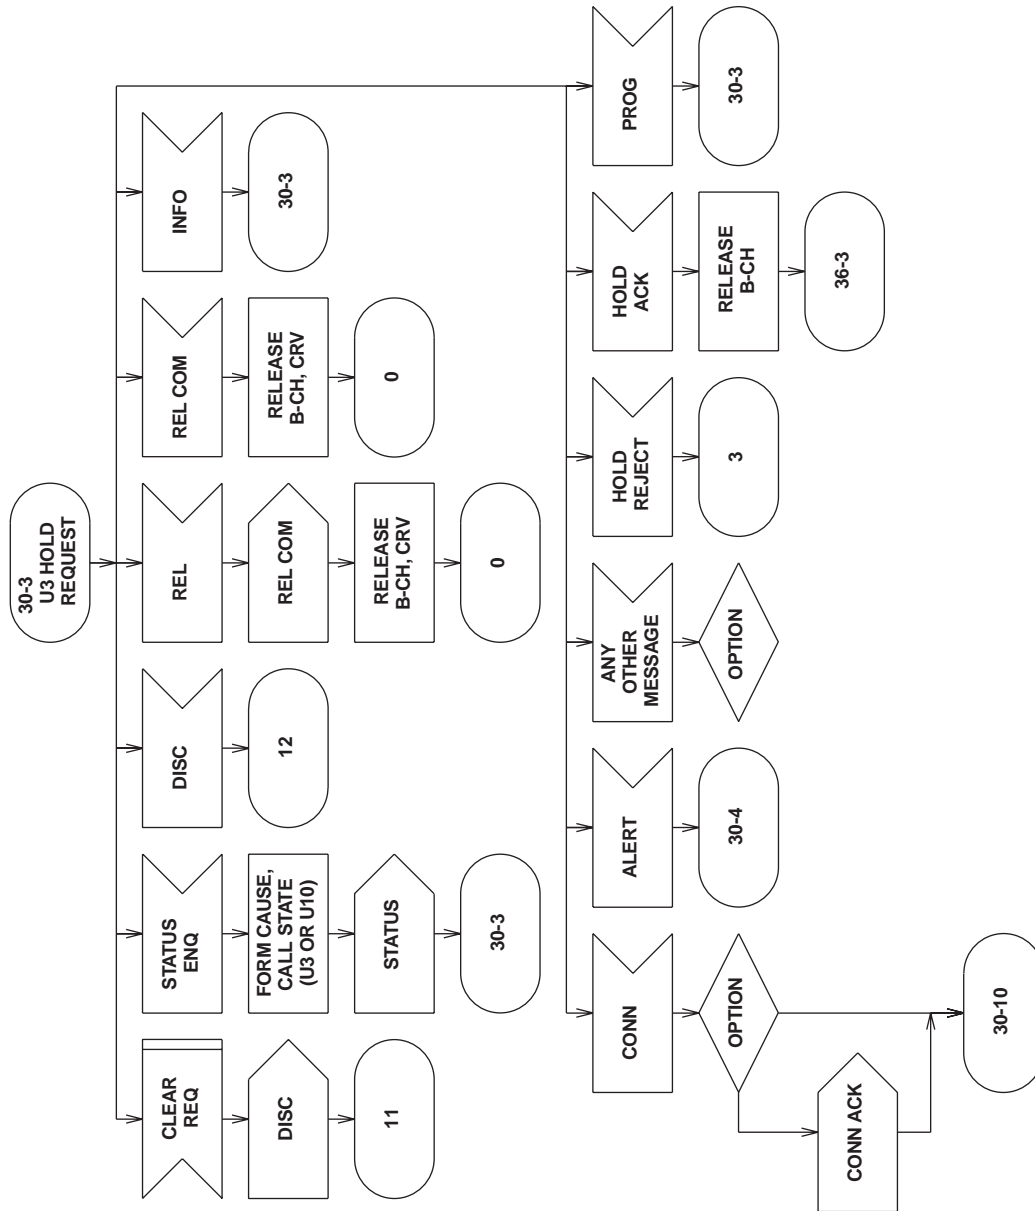 30-3
U3 HOLD
REQUEST
CLEAR
REQ
DISC
11
STATUS
ENQ
FORM CAUSE,
CALL STATE
(U3 OR U10)
STATUS
30-3
DISC
12
REL
REL COM
RELEASE
B-CH, CRV
0
REL COM
RELEASE
B-CH, CRV
0
INFO
30-3
CONN
OPTION
CONN ACK
30-10
ALERT
30-4
ANY
OTHER
MESSAGE
OPTION
HOLD
REJECT
3
HOLD
ACK
RELEASE
B-CH
36-3
PROG
30-3